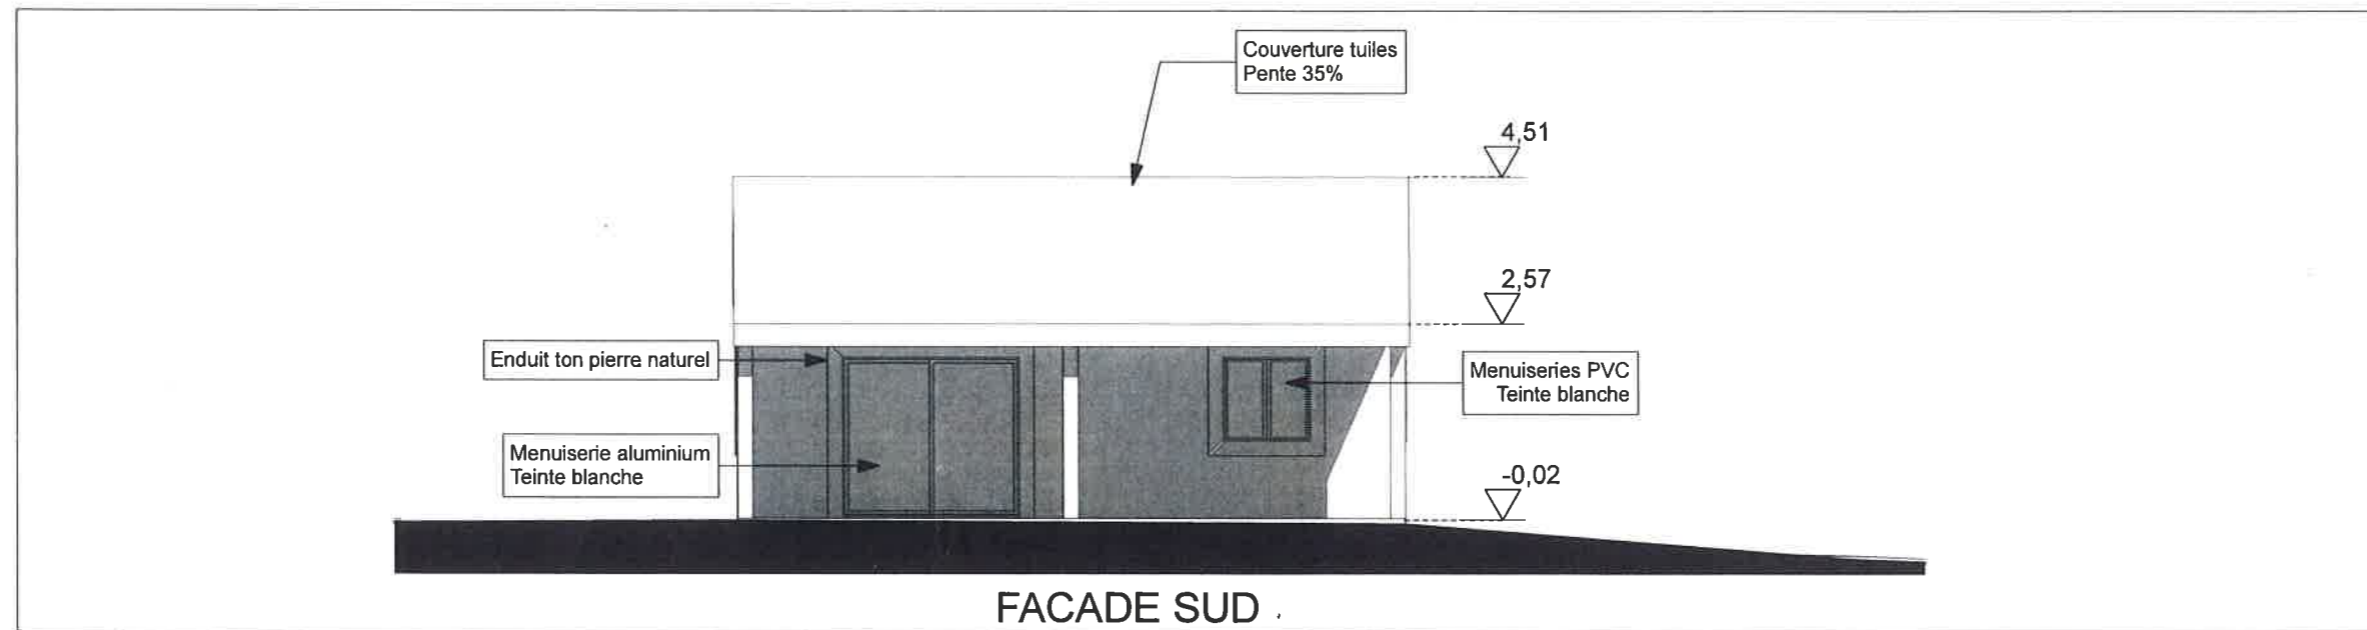 Couverture tuiles
Pente 35%
4,51
2,57
Enduit ton pierre naturel
Menuiseries PVC
Teinte blanche
Menuiserie aluminium
Teinte blanche
-0,02
FACADE SUD